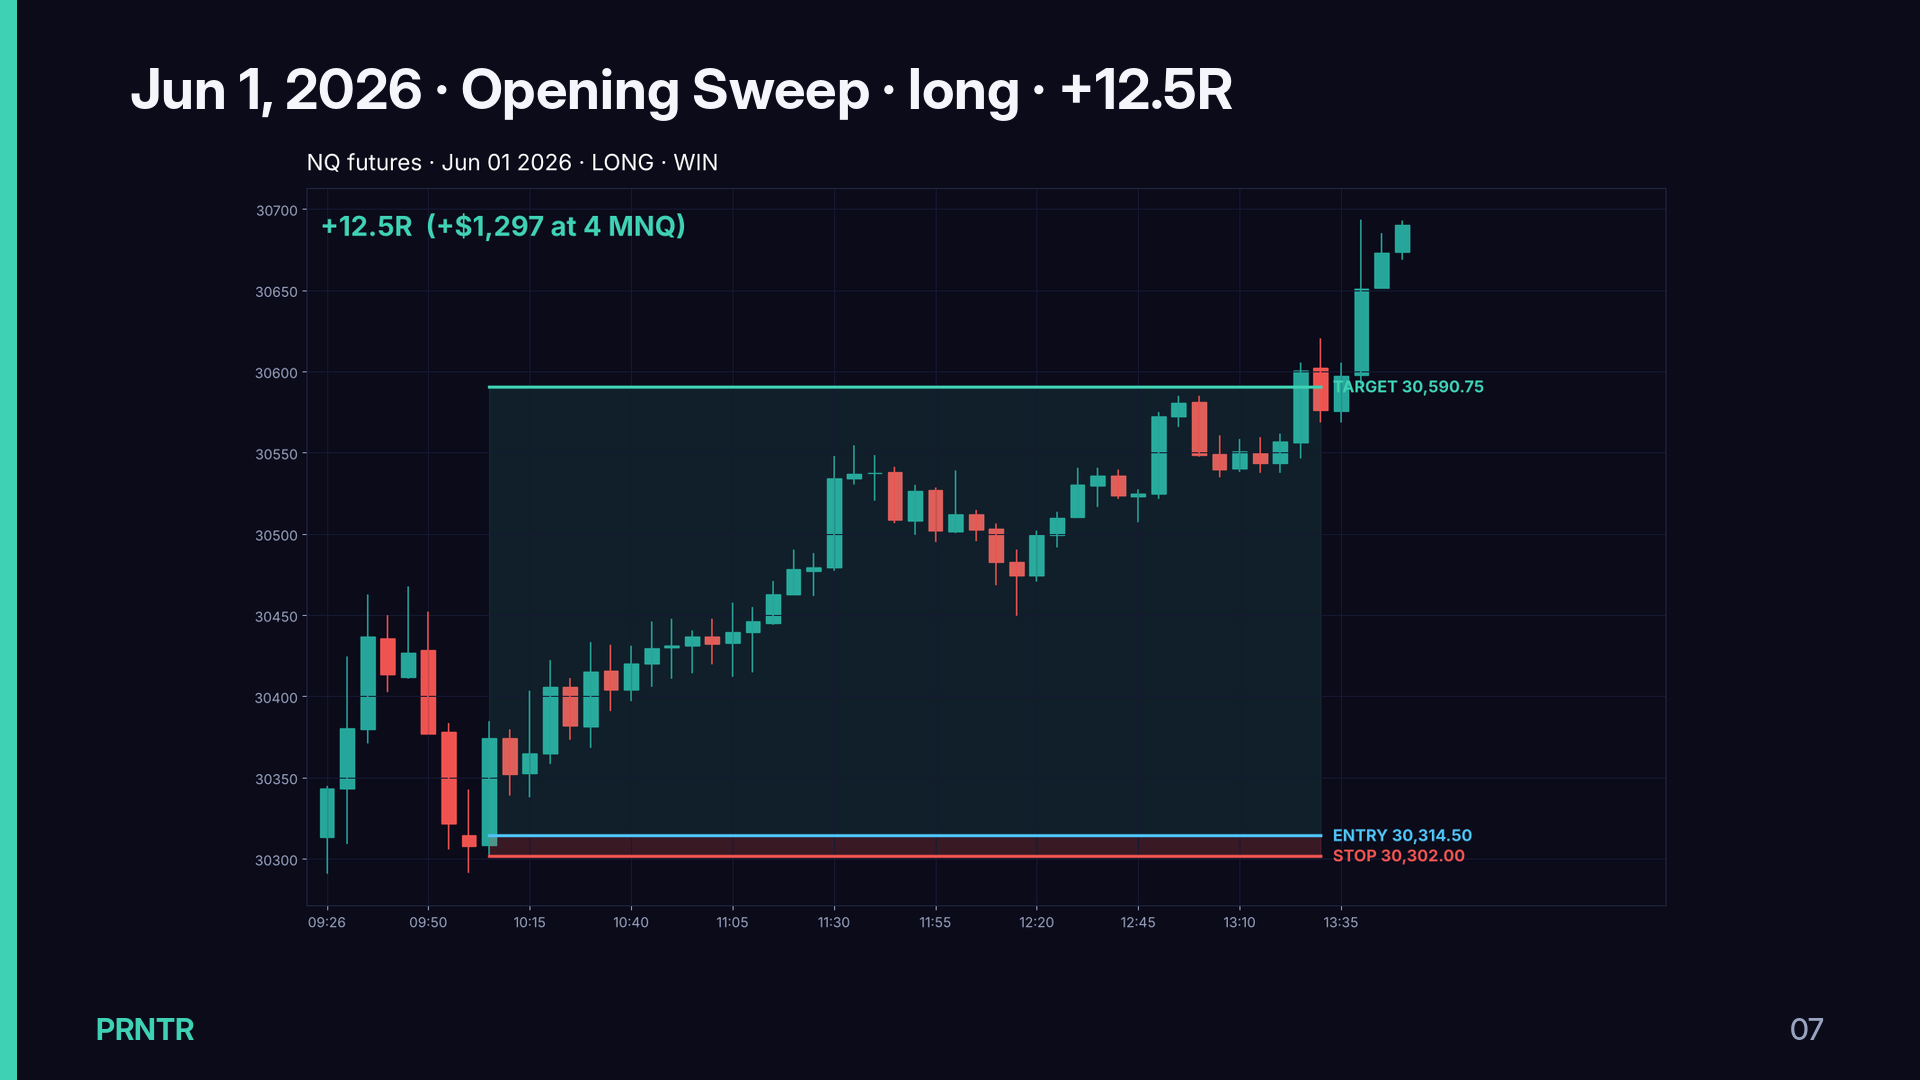 Jun 1, 2026 · Opening Sweep · long · +12.5R
NQ futures · Jun 01 2026 · LONG · WIN
+12.5R (+$1,297 at 4 MNQ)
30700
30650
30600
30550
30500
30450
30400
30350
30300
TARGET 30,590.75
ENTRY 30,314.50
STOP 30,302.00
09:26 09:50 10:15 10:40 11:05 11:30 11:55 12:20 12:45 13:10 13:35
PRNTR
07